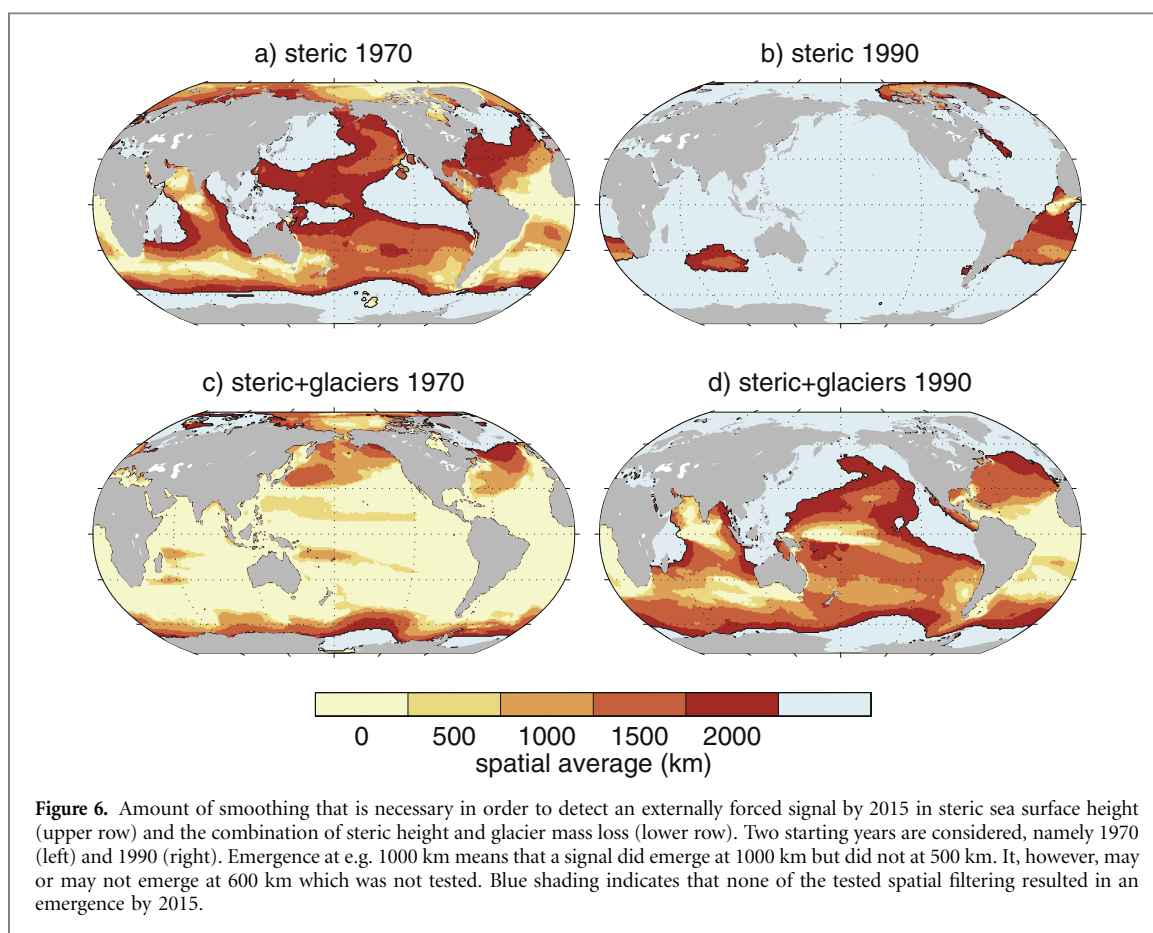 a) steric 1970
b) steric 1990
c) steric+glaciers 1970
d) steric+glaciers 1990
0 500 1000 1500 2000
spatial average (km)
Figure 6. Amount of smoothing that is necessary in order to detect an externally forced signal by 2015 in steric sea surface height
(upper row) and the combination of steric height and glacier mass loss (lower row). Two starting years are considered, namely 1970
(left) and 1990 (right). Emergence at e.g. 1000 km means that a signal did emerge at 1000 km but did not at 500 km. It, however, may
or may not emerge at 600 km which was not tested. Blue shading indicates that none of the tested spatial filtering resulted in an
emergence by 2015.